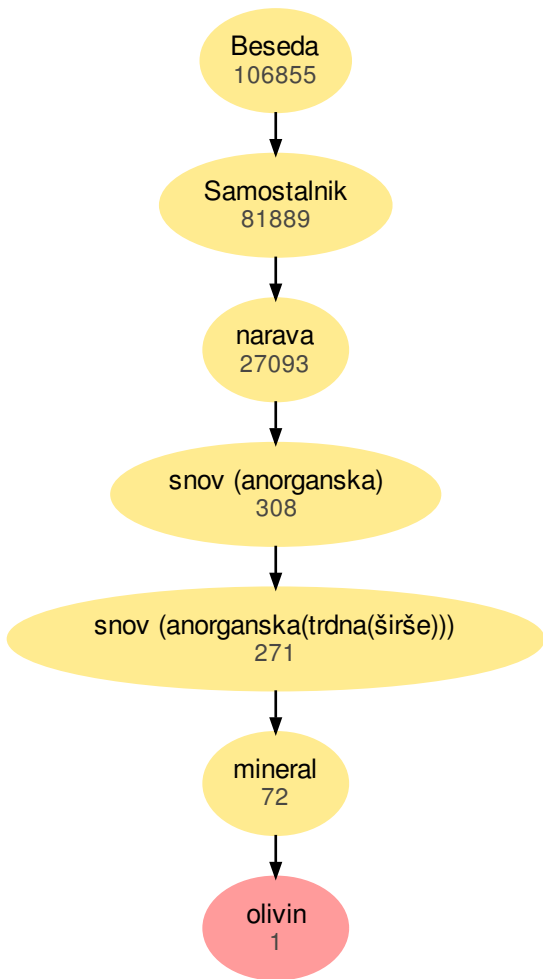 Beseda
106855
Samostalnik
81889
narava
27093
snov (anorganska)
308
snov (anorganska(trdna(širše)))
271
mineral
72
olivin
1